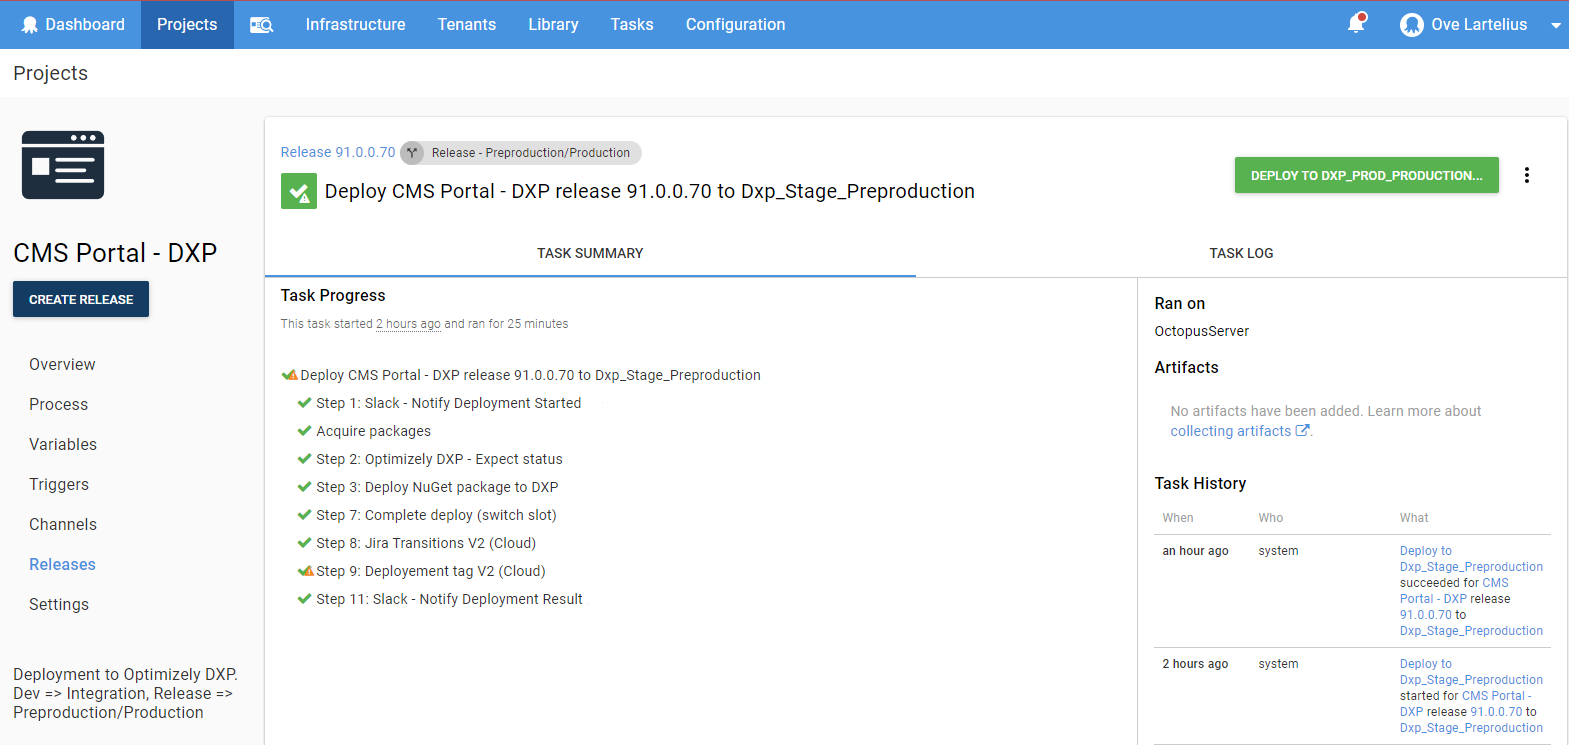 Dashboard
Projects
Infrastructure
Tenants
Library
Tasks
Configuration
Ove Lartelius
Projects
CMS Portal - DXP
CREATE RELEASE
Overview
Process
Variables
Triggers
Channels
Releases
Settings
Deployment to Optimizely DXP.
Dev => Integration, Release =>
Preproduction/Production
Release 91.0.0.70
Release - Preproduction/Production
Deploy CMS Portal - DXP release 91.0.0.70 to Dxp_Stage_Preproduction
DEPLOY TO DXP_PROD_PRODUCTION...
TASK SUMMARY
TASK LOG
Task Progress
This task started 2 hours ago and ran for 25 minutes
Deploy CMS Portal - DXP release 91.0.0.70 to Dxp_Stage_Preproduction
Step 1: Slack - Notify Deployment Started
Acquire packages
Step 2: Optimizely DXP - Expect status
Step 3: Deploy NuGet package to DXP
Step 7: Complete deploy (switch slot)
Step 8: Jira Transitions V2 (Cloud)
Step 9: Deployement tag V2 (Cloud)
Step 11: Slack - Notify Deployment Result
Ran on
OctopusServer
Artifacts
No artifacts have been added. Learn more about
collecting artifacts.
Task History
When Who What
an hour ago system Deploy to
Dxp_Stage_Preproduction
succeeded for CMS
Portal - DXP release
91.0.0.70 to
Dxp_Stage_Preproduction
2 hours ago system Deploy to
Dxp_Stage_Preproduction
started for CMS Portal -
DXP release 91.0.0.70 to
Dxp_Stage_Preproduction